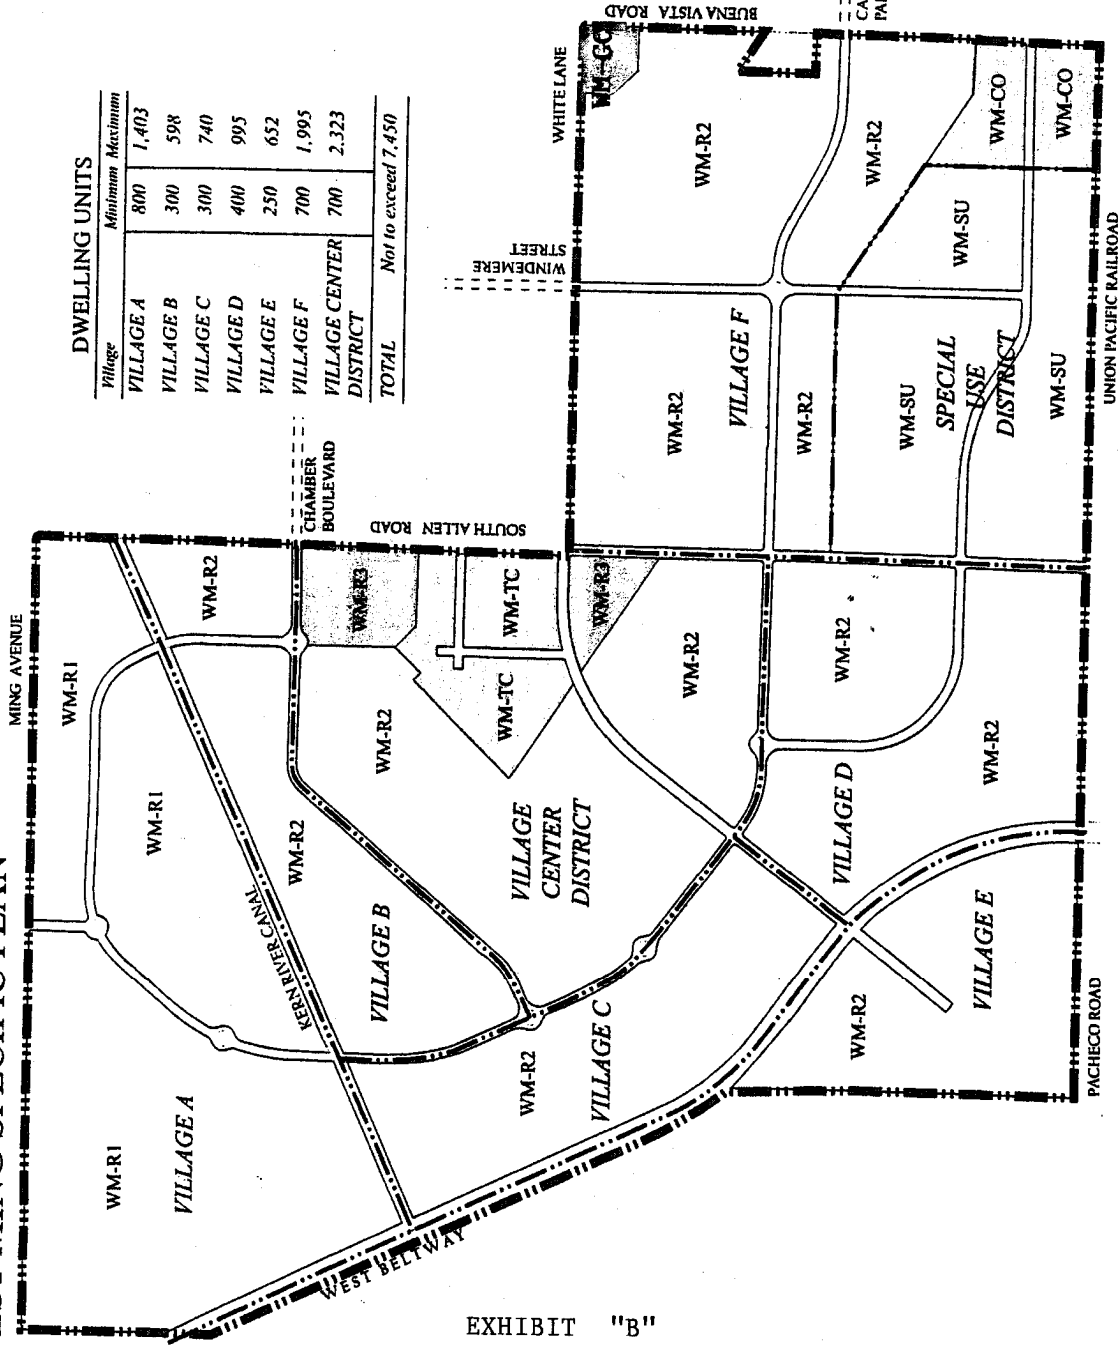 MING SPECIFIC PLAN
DWELLING UNITS
Village Minimum Maximum
VILLAGE A 800 1,403
VILLAGE B 300 598
VILLAGE C 300 740
VILLAGE D 400 995
VILLAGE E 250 652
VILLAGE F 700 1,995
VILLAGE CENTER DISTRICT 700 2,323
TOTAL Not to exceed 7,450
MING AVENUE
WM-R1
WM-R1
WM-R1
VILLAGE A
WM-R2
KERN RIVER CANAL
WM-R2
VILLAGE B
CHAMBER
BOULEVARD
SOUTH ALLEN ROAD
WM-R3
WM-R2
WM-TC
WM-TC
WM-R3
VILLAGE
CENTER
DISTRICT
WM-R2
VILLAGE C
WEST BELTWAY
WM-R2
WM-R2
VILLAGE D
WM-R2
WM-R2
VILLAGE E
PACHECO ROAD
WINDEMERE
STREET
WHITE LANE
BUENA VISTA ROAD
WM-GC
WM-R2
WM-R2
VILLAGE F
WM-R2
WM-R2
WM-SU
WM-SU
WM-SU
SPECIAL
USE
DISTRICT
WM-CO
WM-CO
UNION PACIFIC RAILROAD
EXHIBIT "B"